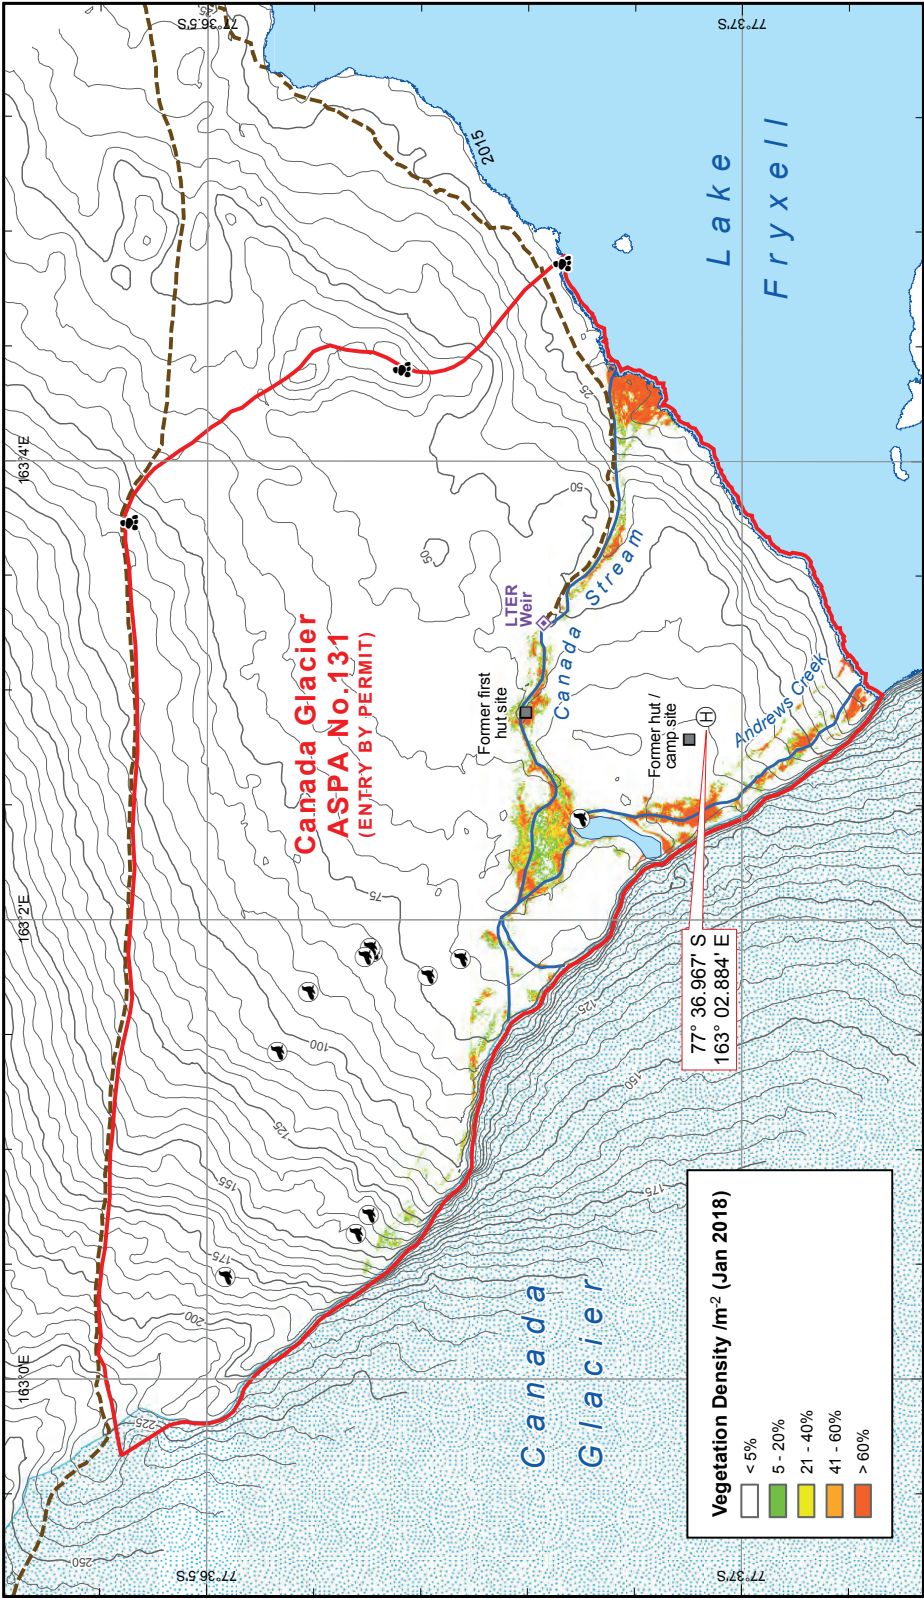 163°0'E
163°2'E
163°4'E
77°36.5'S
77°36.5'S
77°37'S
77°37'S
Canada Glacier
ASPA No.131
(ENTRY BY PERMIT)
250
225
200
175
155
125
100
75
50
50
25
125
150
175
2015
Former first
hut site
LTER
Weir
Canada Stream
Former hut /
camp site
H
Andrews Creek
Lake
Fryxell
Canada
Glacier
77° 36.967' S
163° 02.884' E
Vegetation Density /m⁻² (Jan 2018)
< 5%
5 - 20%
21 - 40%
41 - 60%
> 60%